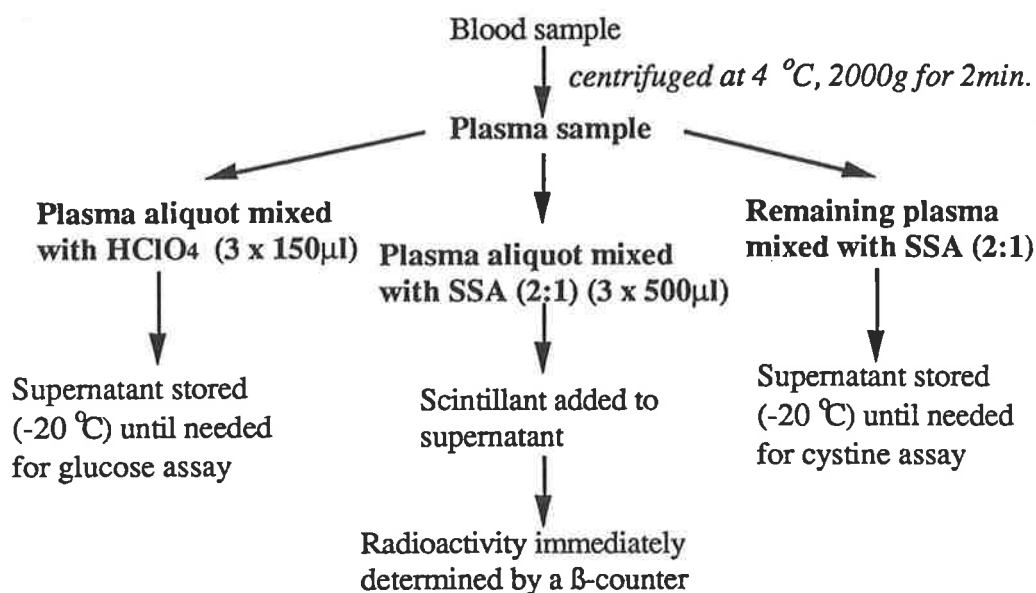 Blood sample
centrifuged at 4 °C, 2000g for 2min.
Plasma sample
Plasma aliquot mixed
with HClO4 (3 x 150µl)
Plasma aliquot mixed
with SSA (2:1) (3 x 500µl)
Remaining plasma
mixed with SSA (2:1)
Supernatant stored
(-20 °C) until needed
for glucose assay
Scintillant added to
supernatant
Supernatant stored
(-20 °C) until needed
for cystine assay
Radioactivity immediately
determined by a ß-counter